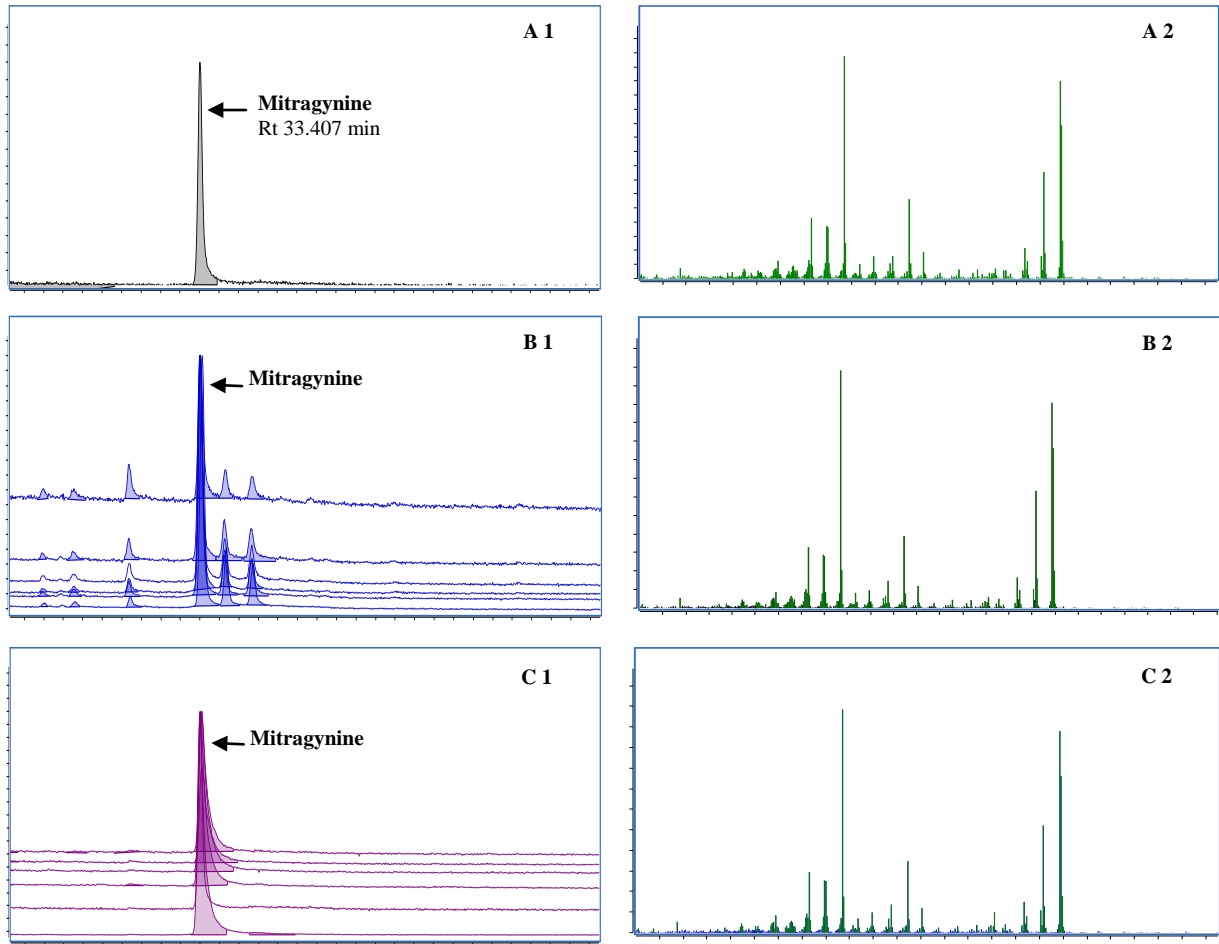 A 1
Mitragynine
Rt 33.407 min
A 2
B 1
Mitragynine
B 2
C 1
Mitragynine
C 2